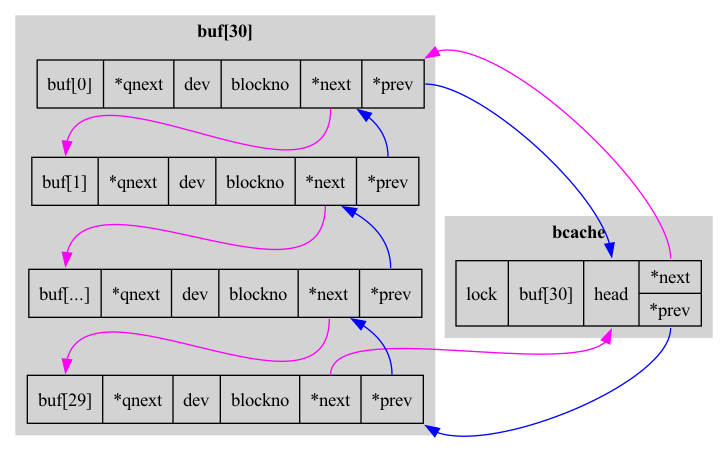 buf[30]
buf[0] *qnext dev blockno *next *prev
buf[1] *qnext dev blockno *next *prev
bcache
buf[...] *qnext dev blockno *next *prev
lock buf[30] head *next
*prev
buf[29] *qnext dev blockno *next *prev